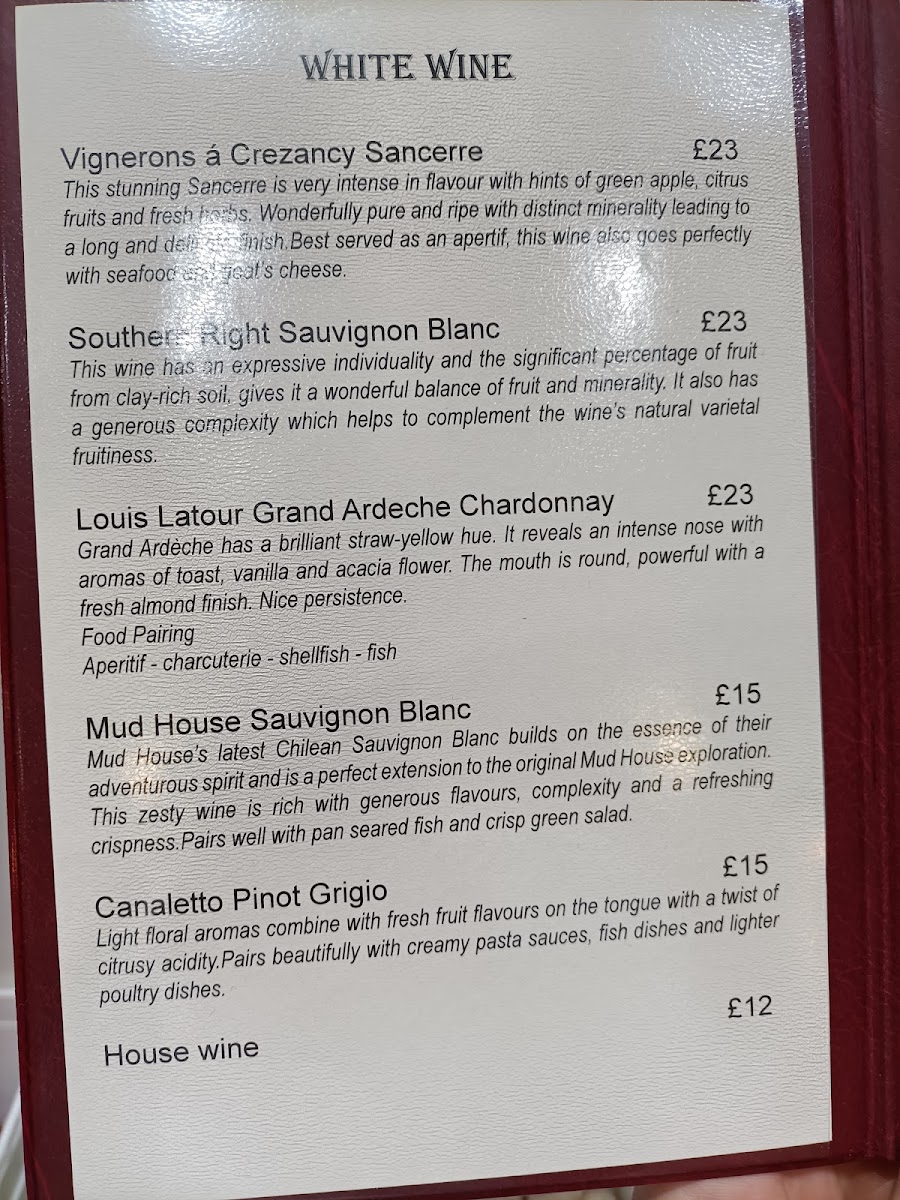 WHITE WINE
Vignerons á Crezancy Sancerre £23
This stunning Sancerre is very intense in flavour with hints of green apple, citrus
fruits and fresh herbs. Wonderfully pure and ripe with distinct minerality leading to
a long and delicate finish.Best served as an apertif, this wine also goes perfectly
with seafood and goat's cheese.
Southern Right Sauvignon Blanc £23
This wine has an expressive individuality and the significant percentage of fruit
from clay-rich soil, gives it a wonderful balance of fruit and minerality. It also has
a generous complexity which helps to complement the wine's natural varietal
fruitiness.
Louis Latour Grand Ardeche Chardonnay £23
Grand Ardèche has a brilliant straw-yellow hue. It reveals an intense nose with
aromas of toast, vanilla and acacia flower. The mouth is round, powerful with a
fresh almond finish. Nice persistence.
Food Pairing
Aperitif - charcuterie - shellfish - fish
Mud House Sauvignon Blanc £15
Mud House's latest Chilean Sauvignon Blanc builds on the essence of their
adventurous spirit and is a perfect extension to the original Mud House exploration.
This zesty wine is rich with generous flavours, complexity and a refreshing
crispness.Pairs well with pan seared fish and crisp green salad.
Canaletto Pinot Grigio £15
Light floral aromas combine with fresh fruit flavours on the tongue with a twist of
citrusy acidity.Pairs beautifully with creamy pasta sauces, fish dishes and lighter
poultry dishes.
House wine £12